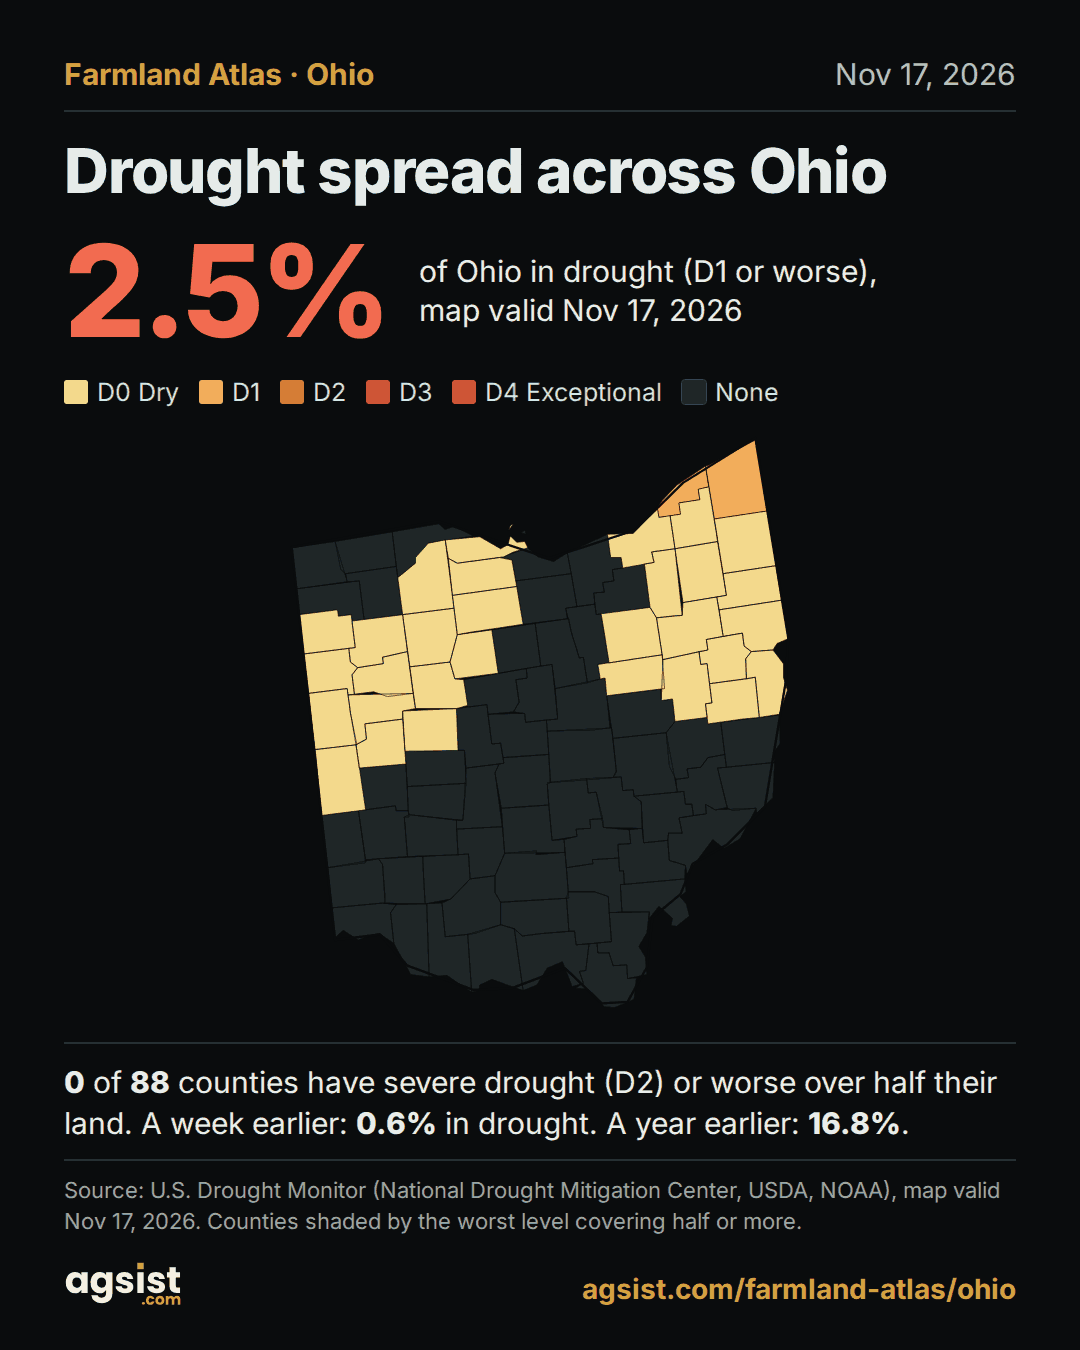 Farmland Atlas · Ohio
Nov 17, 2026
Drought spread across Ohio
2.5%
of Ohio in drought (D1 or worse),
map valid Nov 17, 2026
D0 Dry D1 D2 D3 D4 Exceptional None
0 of 88 counties have severe drought (D2) or worse over half their
land. A week earlier: 0.6% in drought. A year earlier: 16.8%.
Source: U.S. Drought Monitor (National Drought Mitigation Center, USDA, NOAA), map valid
Nov 17, 2026. Counties shaded by the worst level covering half or more.
agsist
.com
agsist.com/farmland-atlas/ohio